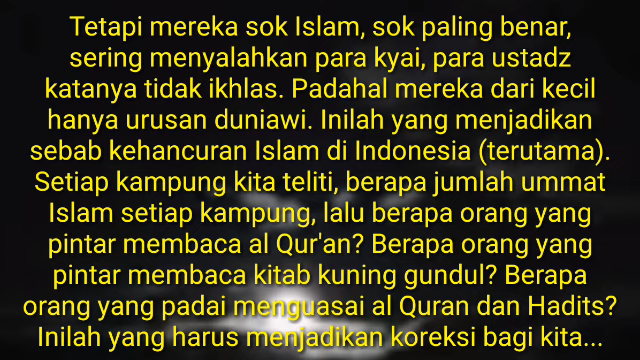 Tetapi mereka sok Islam, sok paling benar,
sering menyalahkan para kyai, para ustadz
katanya tidak ikhlas. Padahal mereka dari kecil
hanya urusan duniawi. Inilah yang menjadikan
sebab kehancuran Islam di Indonesia (terutama).
Setiap kampung kita teliti, berapa jumlah ummat
Islam setiap kampung, lalu berapa orang yang
pintar membaca al Qur'an? Berapa orang yang
pintar membaca kitab kuning gundul? Berapa
orang yang padai menguasai al Quran dan Hadits?
Inilah yang harus menjadikan koreksi bagi kita...